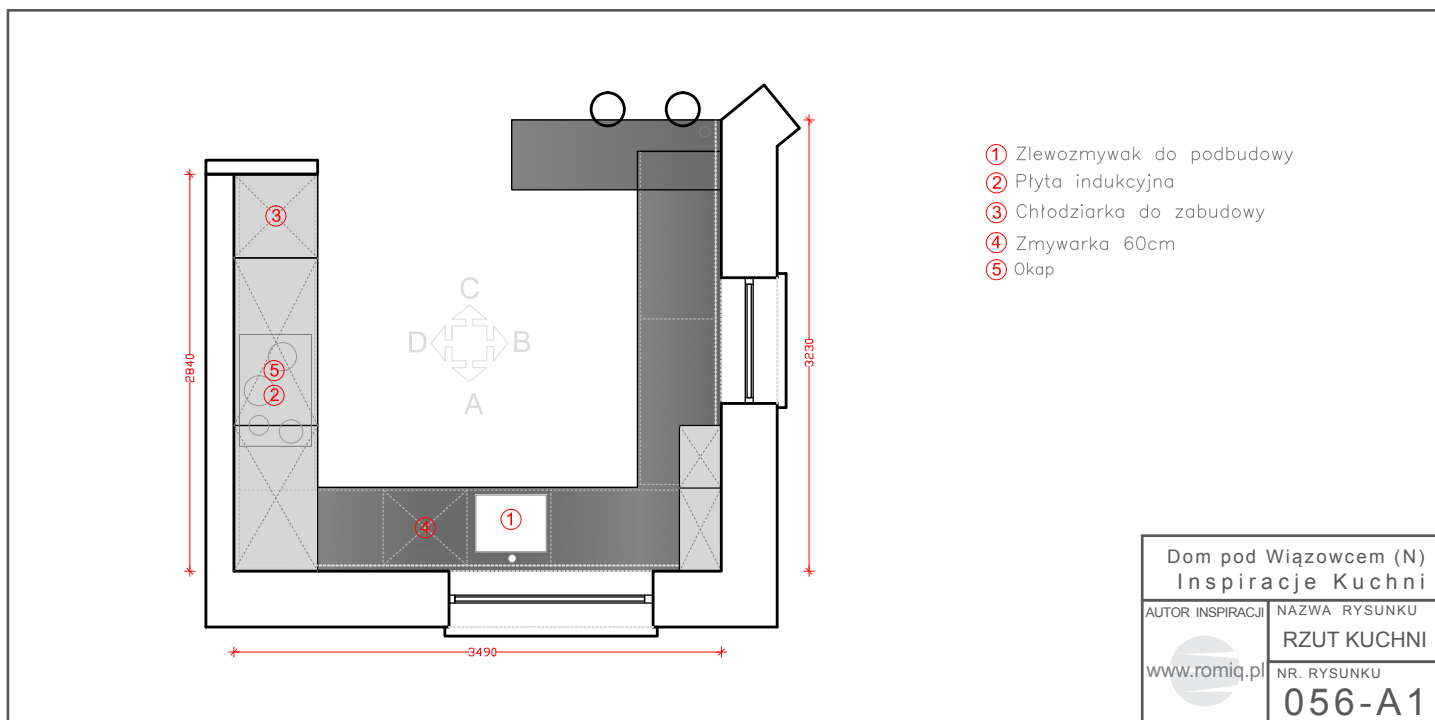 ① Zlewozmywak do podbudowy
② Płyta indukcyjna
③ Chłodziarka do zabudowy
④ Zmywarka 60cm
⑤ Okap
③
C
D
B
A
2840
3230
⑤
②
④
①
3490
Dom pod Wiązowcem (N)
Inspiracje Kuchni
AUTOR INSPIRACJI
www.romiq.pl
NAZWA RYSUNKU
RZUT KUCHNI
NR. RYSUNKU
056-A1